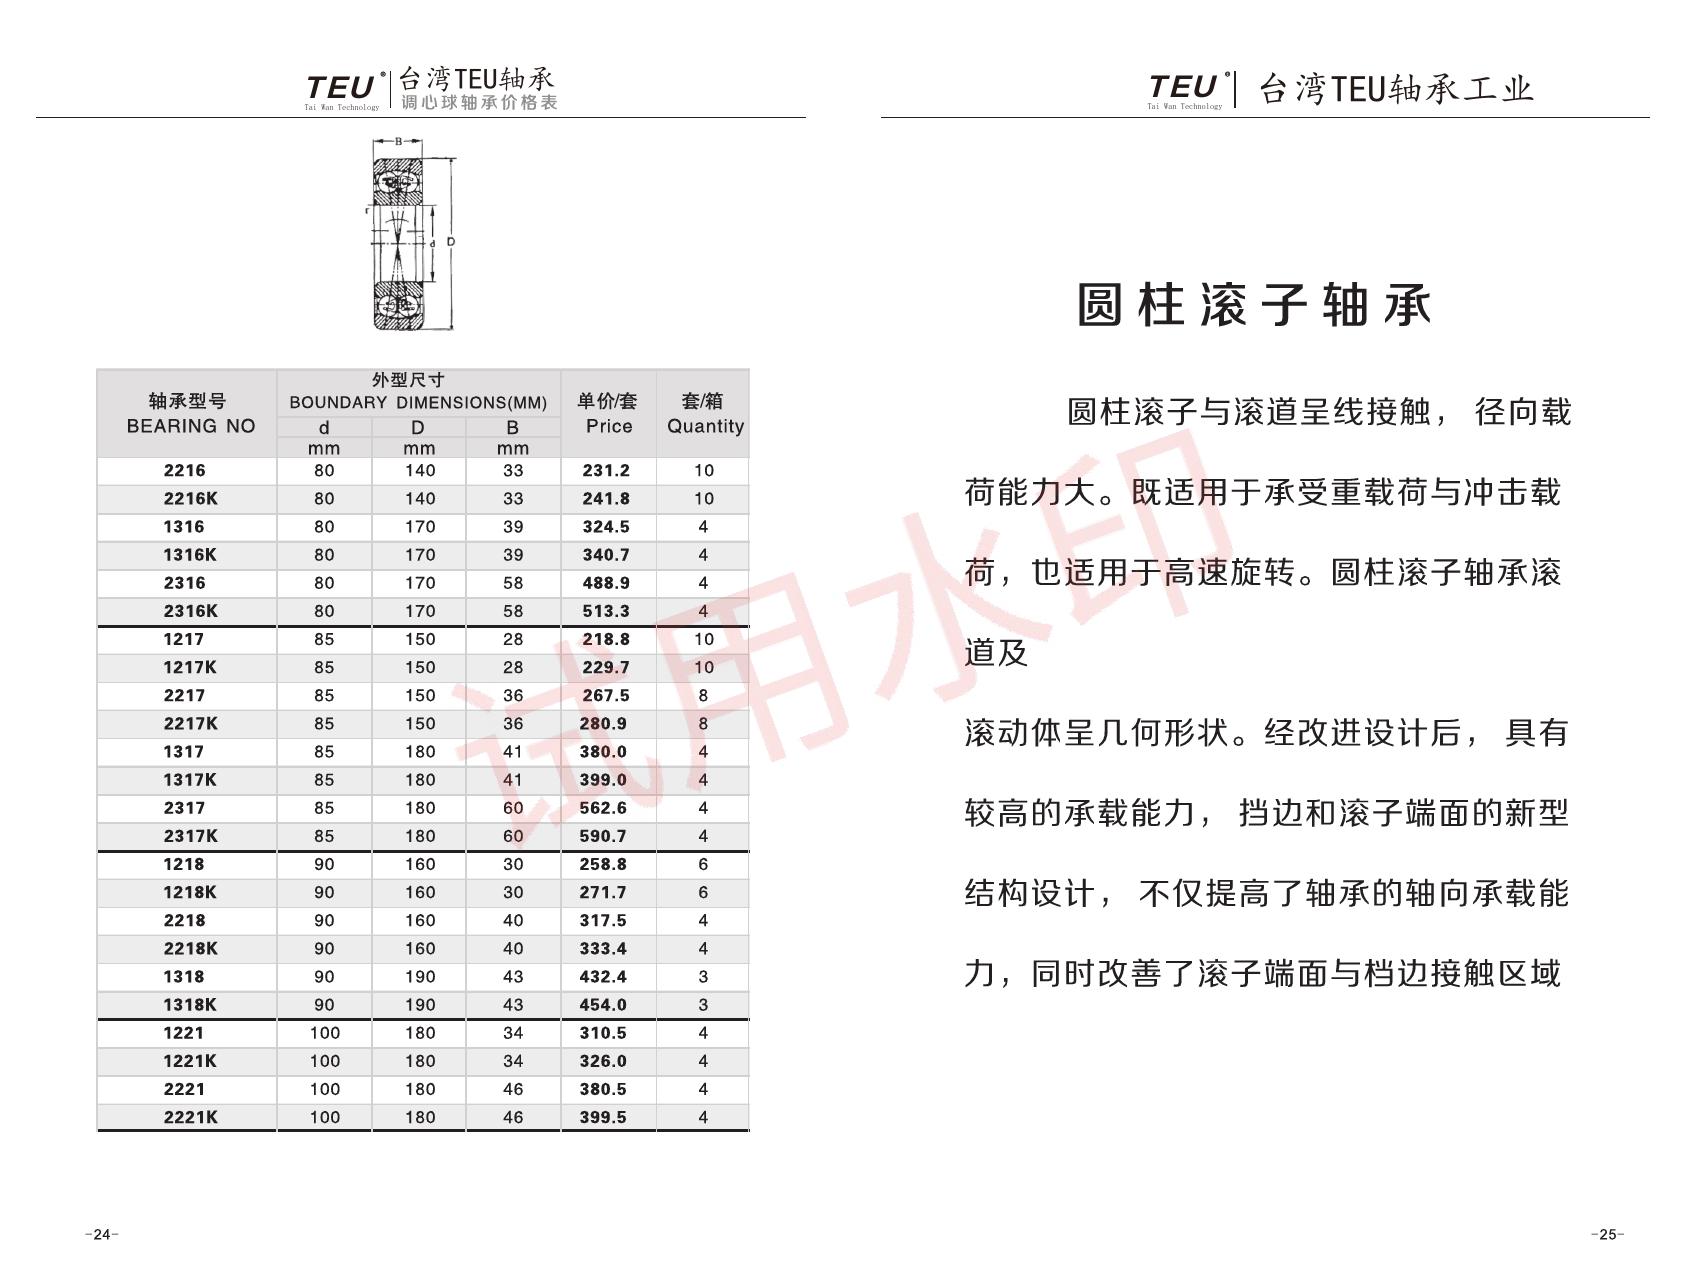 TEU ® 台湾TEU轴承
Tai Wan Technology 调心球轴承价格表
B
r
d
D
轴承型号 外型尺寸 单价/套 套/箱
BEARING NO BOUNDARY DIMENSIONS(MM) Price Quantity
d D B
mm mm mm
2216 80 140 33 231.2 10
2216K 80 140 33 241.8 10
1316 80 170 39 324.5 4
1316K 80 170 39 340.7 4
2316 80 170 58 488.9 4
2316K 80 170 58 513.3 4
1217 85 150 28 218.8 10
1217K 85 150 28 229.7 10
2217 85 150 36 267.5 8
2217K 85 150 36 280.9 8
1317 85 180 41 380.0 4
1317K 85 180 41 399.0 4
2317 85 180 60 562.6 4
2317K 85 180 60 590.7 4
1218 90 160 30 258.8 6
1218K 90 160 30 271.7 6
2218 90 160 40 317.5 4
2218K 90 160 40 333.4 4
1318 90 190 43 432.4 3
1318K 90 190 43 454.0 3
1221 100 180 34 310.5 4
1221K 100 180 34 326.0 4
2221 100 180 46 380.5 4
2221K 100 180 46 399.5 4
-24-
TEU ® 台湾TEU轴承工业
Tai Wan Technology
圆柱滚子轴承
圆柱滚子与滚道呈线接触， 径向载
荷能力大。既适用于承受重载荷与冲击载
荷，也适用于高速旋转。圆柱滚子轴承滚
道及
滚动体呈几何形状。经改进设计后， 具有
较高的承载能力， 挡边和滚子端面的新型
结构设计， 不仅提高了轴承的轴向承载能
力，同时改善了滚子端面与档边接触区域
-25-
试用水印